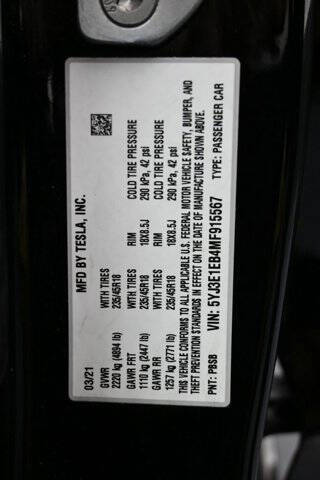 MFD BY TESLA, INC.
03/21
GVWR WITH TIRES RIM COLD TIRE PRESSURE
2220 kg (4894 lb) 235/45R18 18X8.5J 290 kPa, 42 psi
GAWR FRT WITH TIRES RIM COLD TIRE PRESSURE
1110 kg (2447 lb) 235/45R18 18X8.5J 290 kPa, 42 psi
GAWR RR WITH TIRES RIM COLD TIRE PRESSURE
1257 kg (2771 lb) 235/45R18 18X8.5J 290 kPa, 42 psi
THIS VEHICLE CONFORMS TO ALL APPLICABLE U.S. FEDERAL MOTOR VEHICLE SAFETY, BUMPER, AND
THEFT PREVENTION STANDARDS IN EFFECT ON THE DATE OF MANUFACTURE SHOWN ABOVE.
VIN: 5YJ3E1EB4MF915567
PNT: PBSB TYPE: PASSENGER CAR